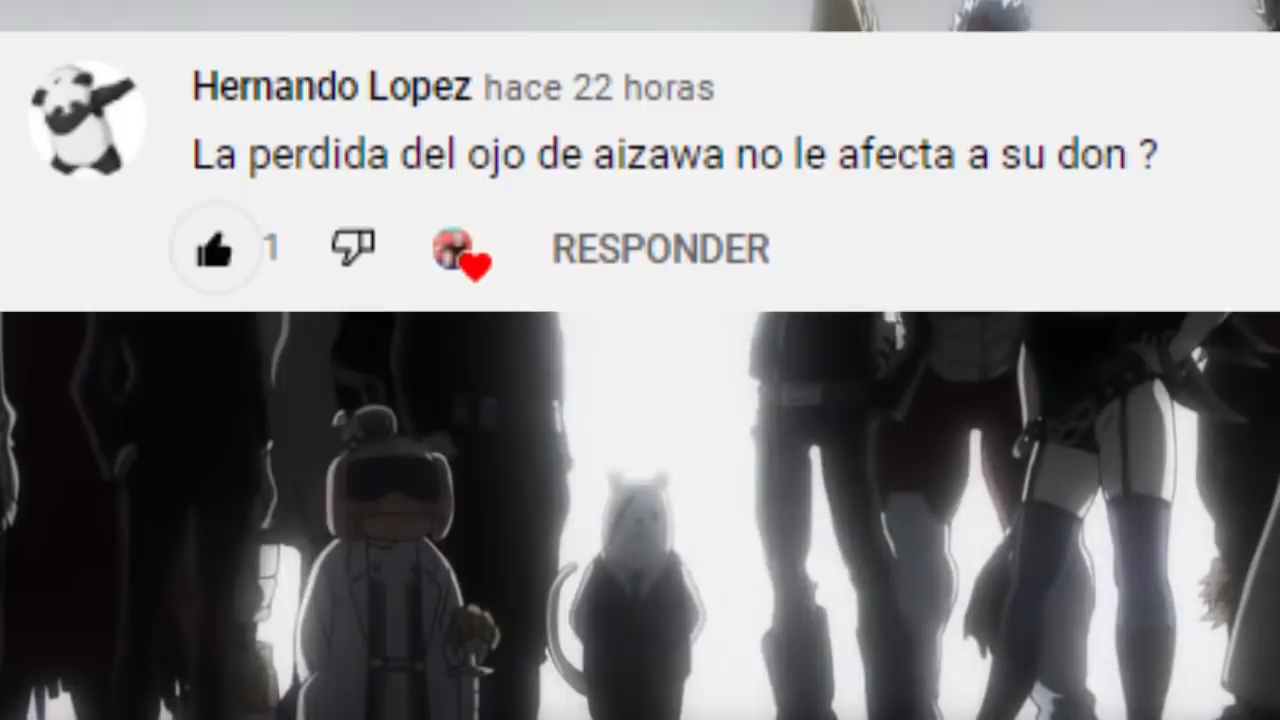 Hernando Lopez hace 22 horas
La perdida del ojo de aizawa no le afecta a su don ?
1 RESPONDER